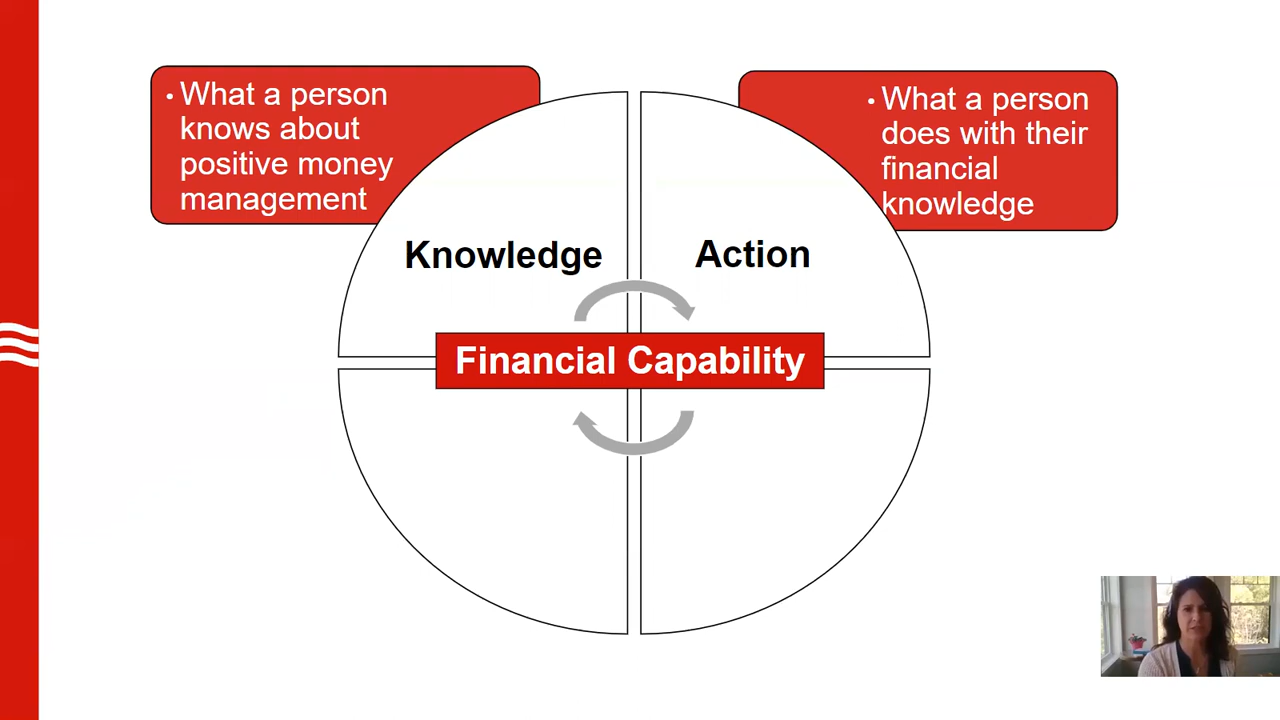 • What a person
knows about
positive money
management
• What a person
does with their
financial
knowledge
Knowledge
Action
Financial Capability